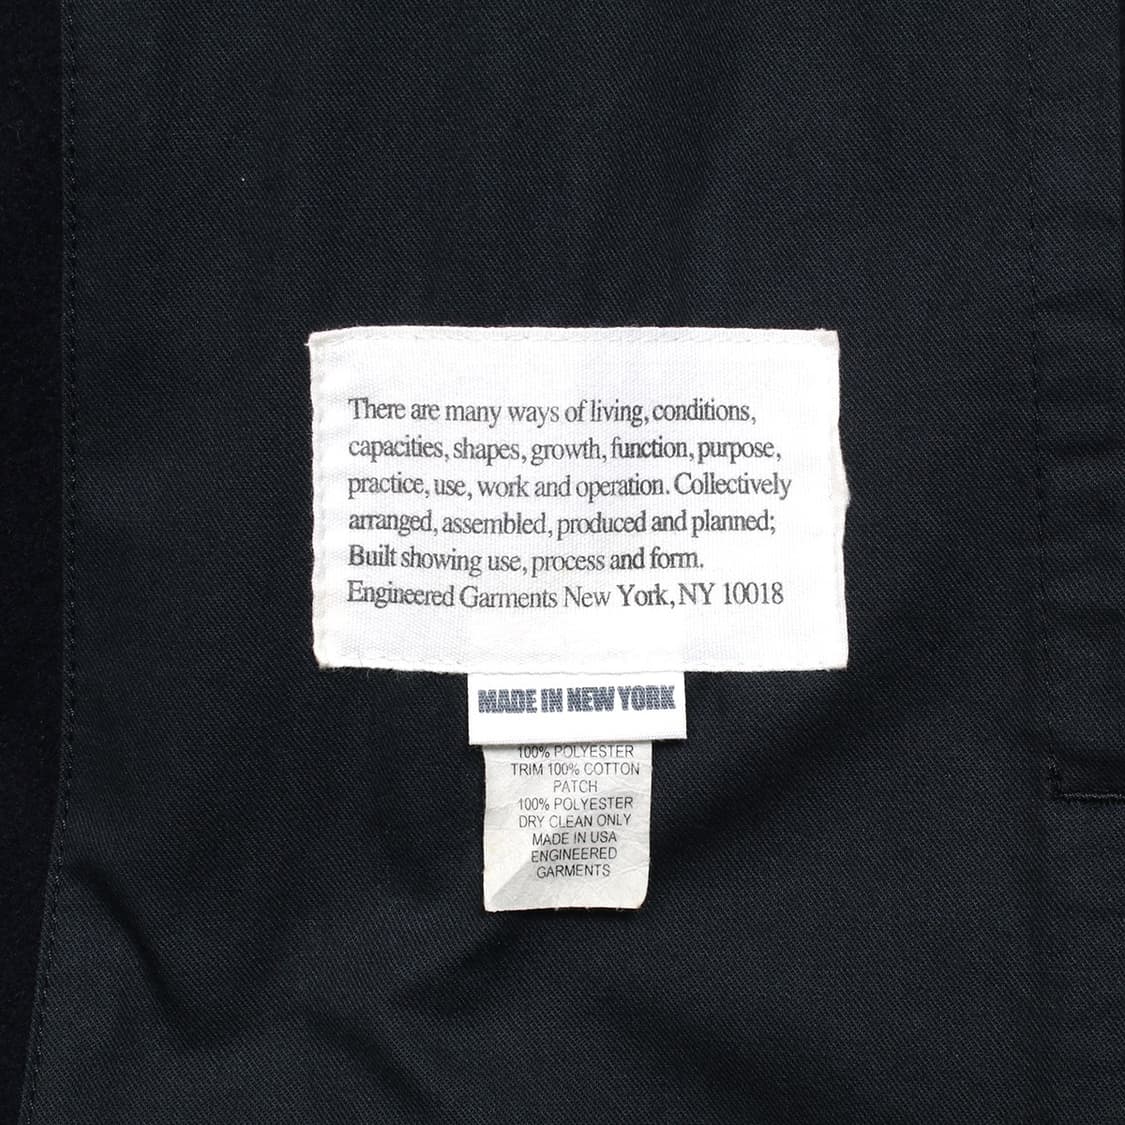 There are many ways of living, conditions,
capacities, shapes, growth, function, purpose,
practice, use, work and operation. Collectively
arranged, assembled, produced and planned;
Built showing use, process and form.
Engineered Garments New York, NY 10018
MADE IN NEW YORK
100% POLYESTER
TRIM 100% COTTON
PATCH
100% POLYESTER
DRY CLEAN ONLY
MADE IN USA
ENGINEERED
GARMENTS